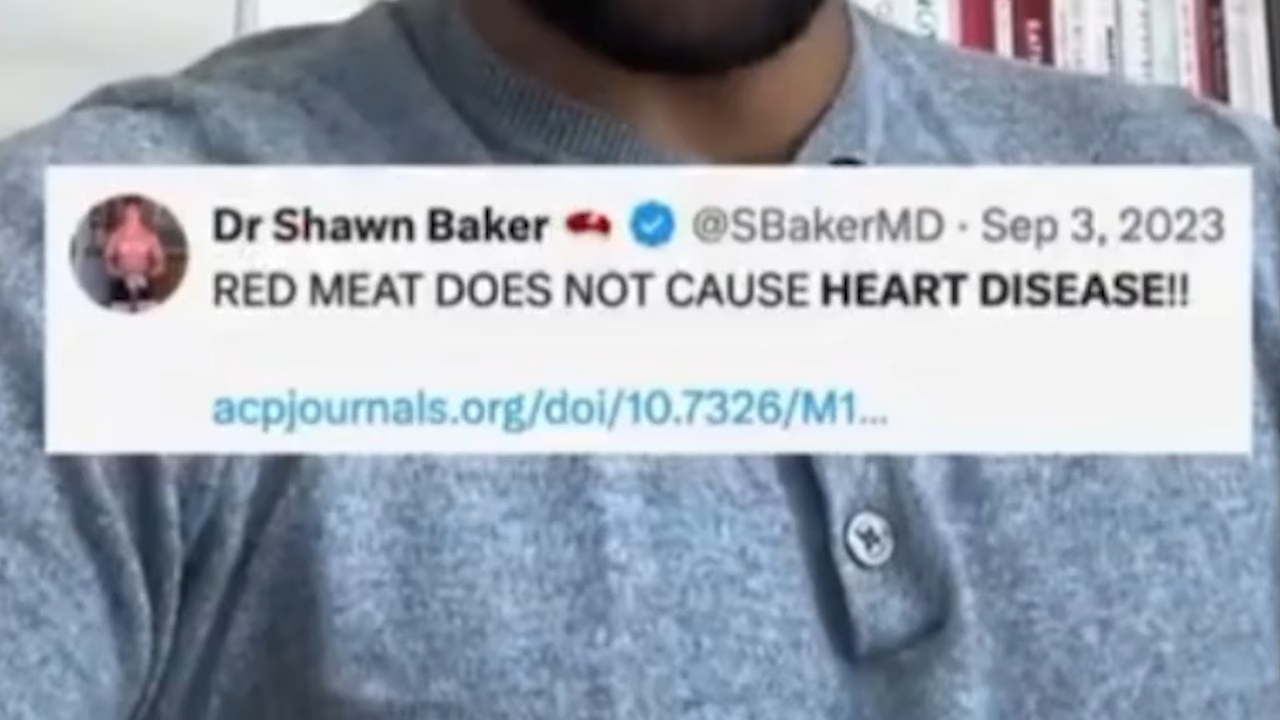 Dr Shawn Baker 🥩 @SBakerMD · Sep 3, 2023
RED MEAT DOES NOT CAUSE HEART DISEASE!!
acpjournals.org/doi/10.7326/M1...